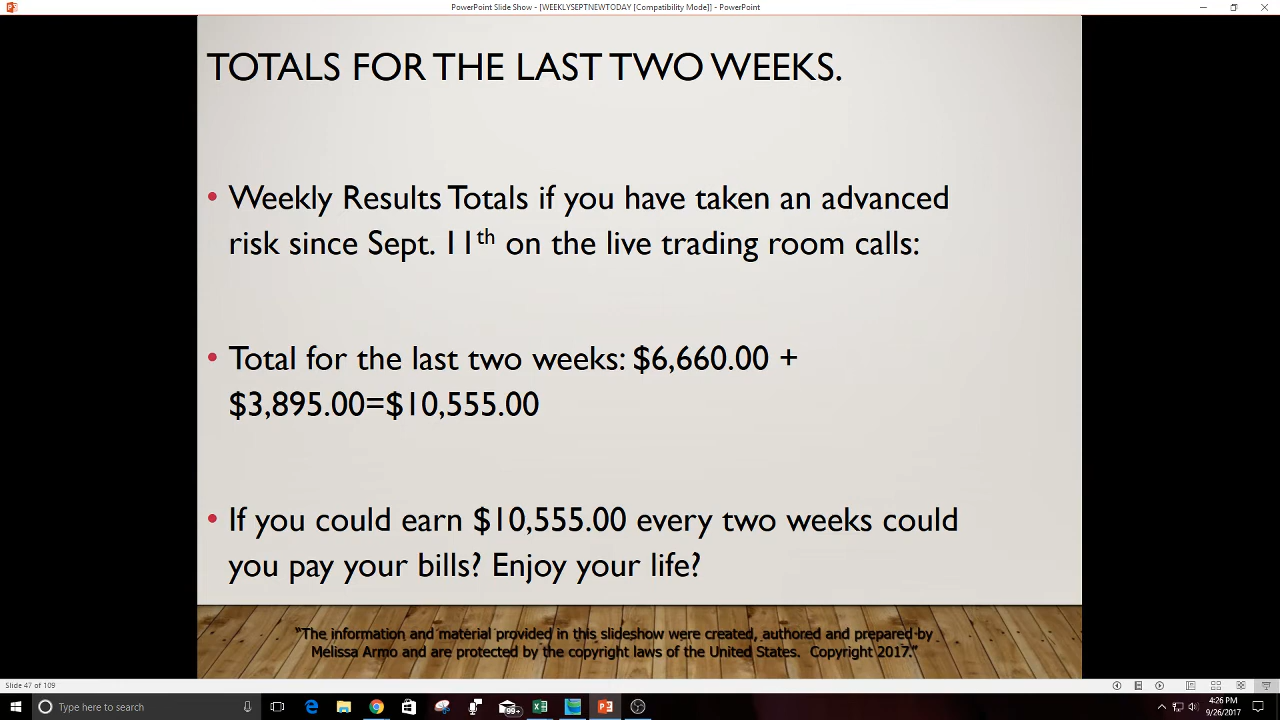 PowerPoint Slide Show - [WEEKLYSEPTNEWTODAY [Compatibility Mode]] - PowerPoint
TOTALS FOR THE LAST TWO WEEKS.
• Weekly Results Totals if you have taken an advanced
risk since Sept. 11th on the live trading room calls:
• Total for the last two weeks: $6,660.00 +
$3,895.00=$10,555.00
• If you could earn $10,555.00 every two weeks could
you pay your bills? Enjoy your life?
“The information and material provided in this slideshow were created, authored and prepared by
Melissa Armo and are protected by the copyright laws of the United States. Copyright 2017.”
Slide 47 of 109
Type here to search
99+
4:26 PM
9/26/2017